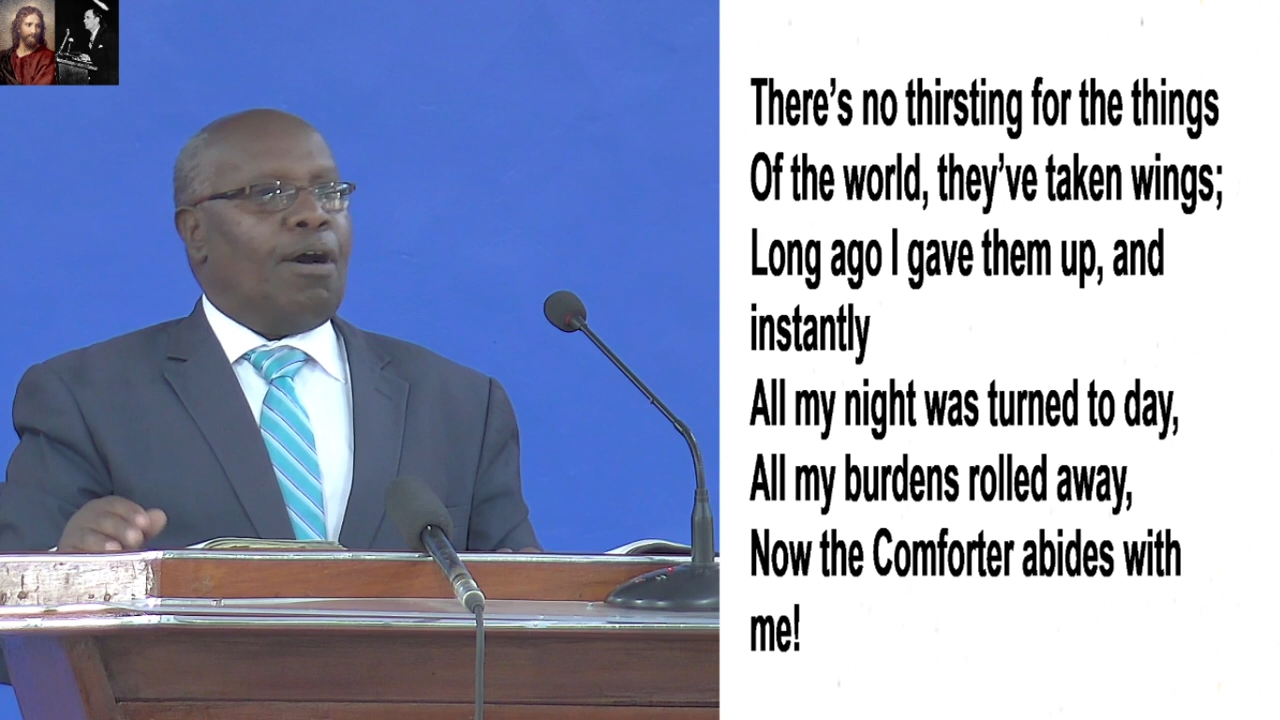 There’s no thirsting for the things
Of the world, they’ve taken wings;
Long ago I gave them up, and
instantly
All my night was turned to day,
All my burdens rolled away,
Now the Comforter abides with
me!